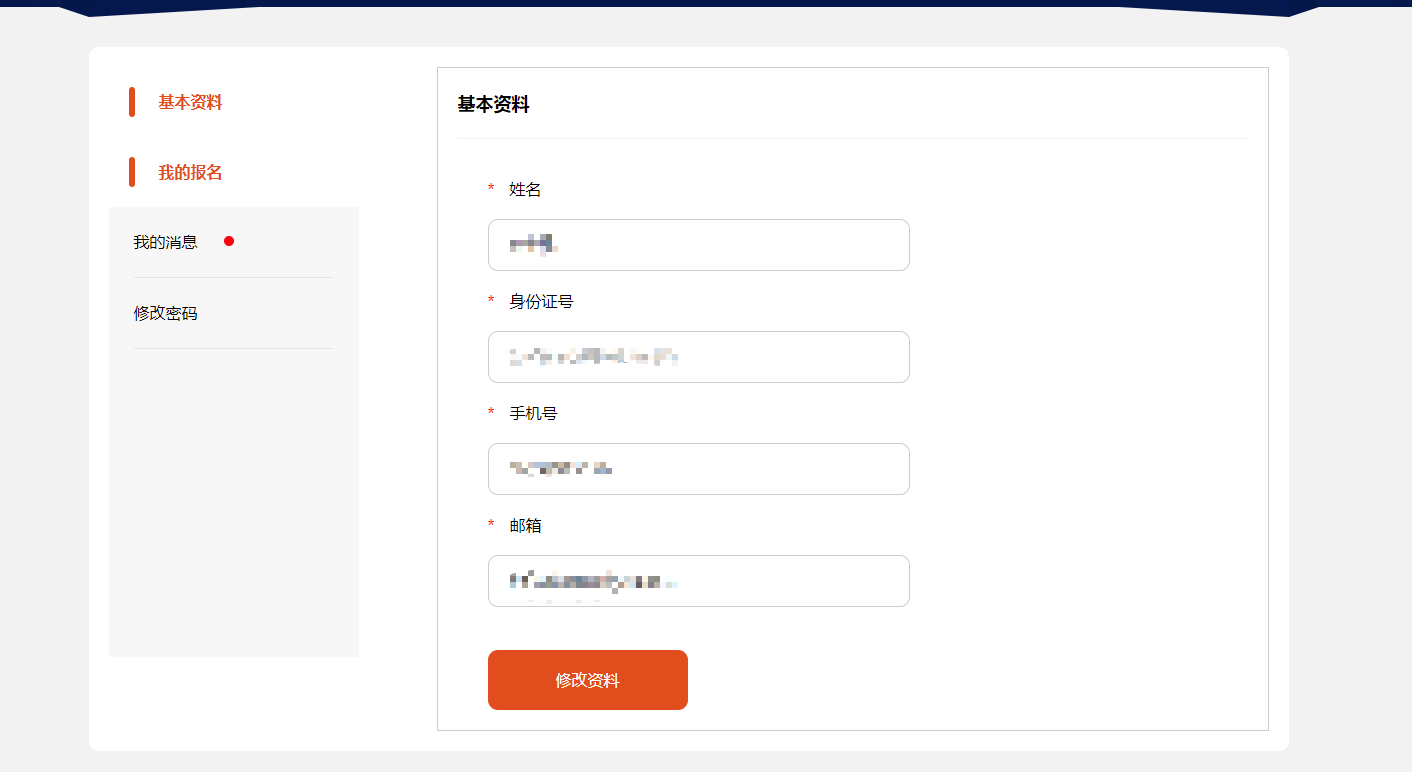 基本资料
我的报名
我的消息
修改密码
基本资料
* 姓名
* 身份证号
* 手机号
* 邮箱
修改资料